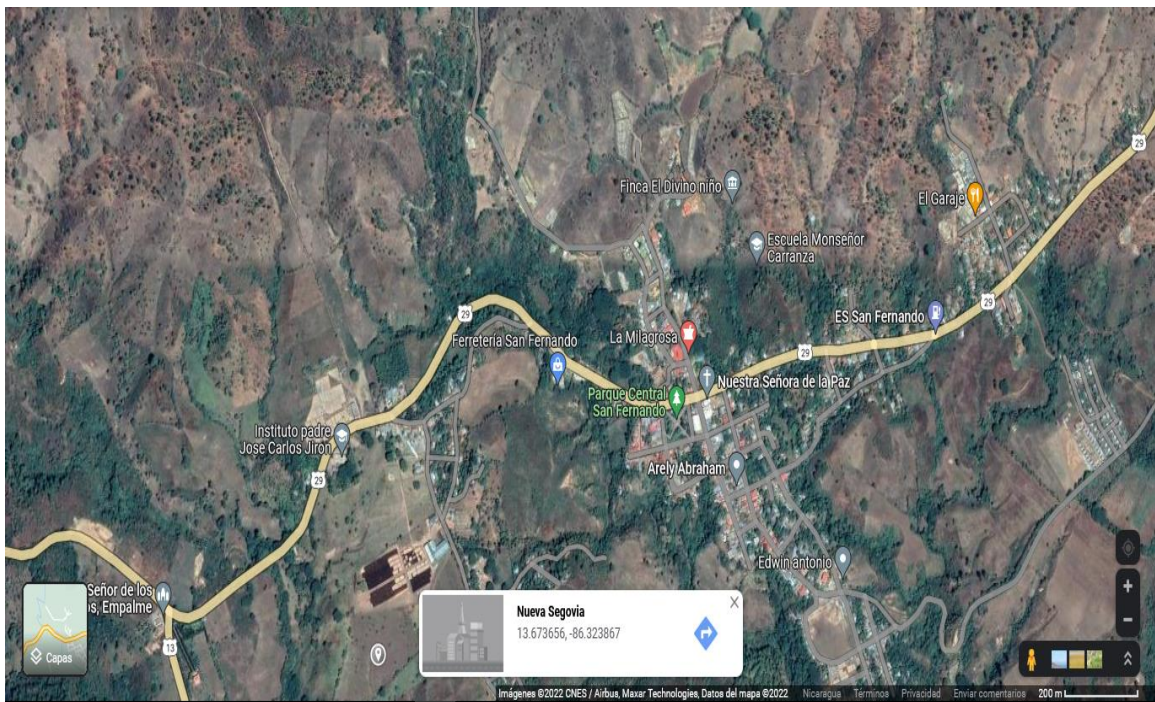 29
Finca El Divino niño
El Garaje
Escuela Monseñor
Carranza
29
29
ES San Fernando
Ferretería San Fernando
La Milagrosa
29
Nuestra Señora de la Paz
Parque Central
San Fernando
Instituto padre
Jose Carlos Jiron
Arely Abraham
29
Edwin antonio
Señor de los
s, Empalme
13
Capas
Nueva Segovia
13.673656, -86.323867
Imágenes ©2022 CNES / Airbus, Maxar Technologies, Datos del mapa ©2022 Nicaragua Términos Privacidad Enviar comentarios 200 m